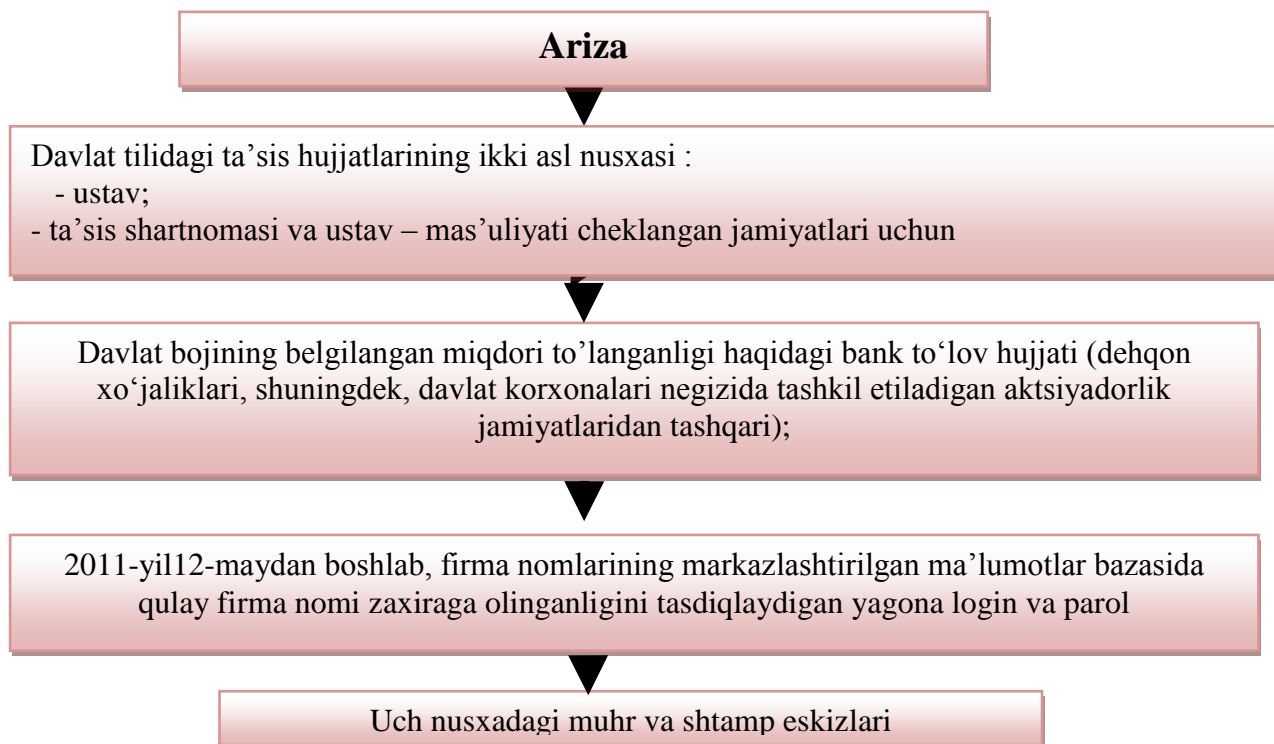 Ariza
Davlat tilidagi ta’sis hujjatlarining ikki asl nusxasi :
- ustav;
- ta’sis shartnomasi va ustav – mas’uliyati cheklangan jamiyatlari uchun
Davlat bojining belgilangan miqdori to’langanligi haqidagi bank to‘lov hujjati (dehqon
xo‘jaliklari, shuningdek, davlat korxonalari negizida tashkil etiladigan aktsiyadorlik
jamiyatlaridan tashqari);
2011-yil12-maydan boshlab, firma nomlarining markazlashtirilgan ma’lumotlar bazasida
qulay firma nomi zaxiraga olinganligini tasdiqlaydigan yagona login va parol
Uch nusxadagi muhr va shtamp eskizlari